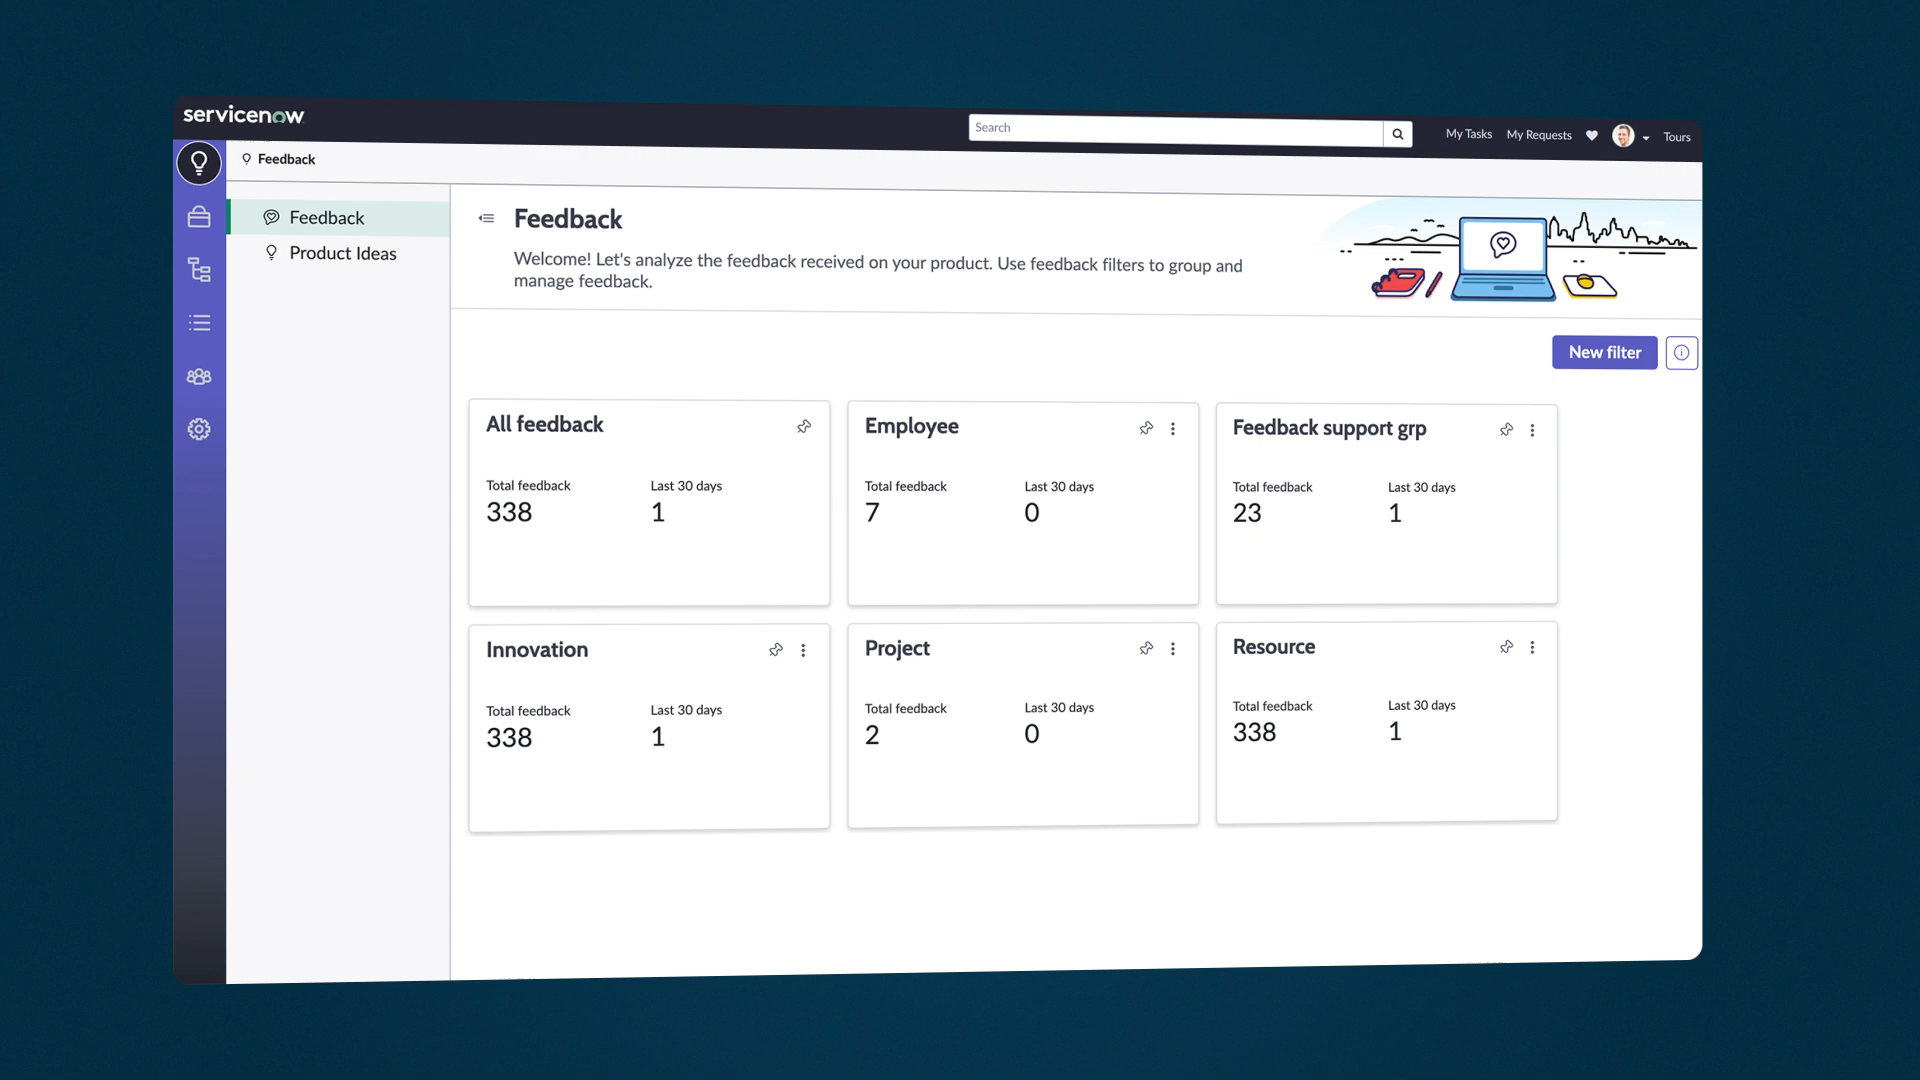 servicenow
Search
My Tasks
My Requests
Tours
Feedback
Feedback
Product Ideas
Feedback
Welcome! Let's analyze the feedback received on your product. Use feedback filters to group and
manage feedback.
New filter
All feedback
Total feedback
338
Last 30 days
1
Employee
Total feedback
7
Last 30 days
0
Feedback support grp
Total feedback
23
Last 30 days
1
Innovation
Total feedback
338
Last 30 days
1
Project
Total feedback
2
Last 30 days
0
Resource
Total feedback
338
Last 30 days
1